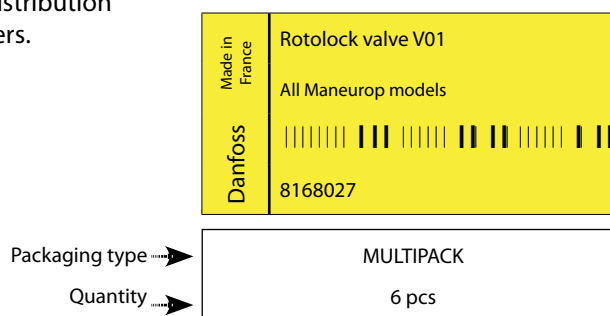 istribution
ers.
Made in
France
Danfoss
Rotolock valve V01
All Maneurop models
8168027
Packaging type
MULTIPACK
Quantity
6 pcs